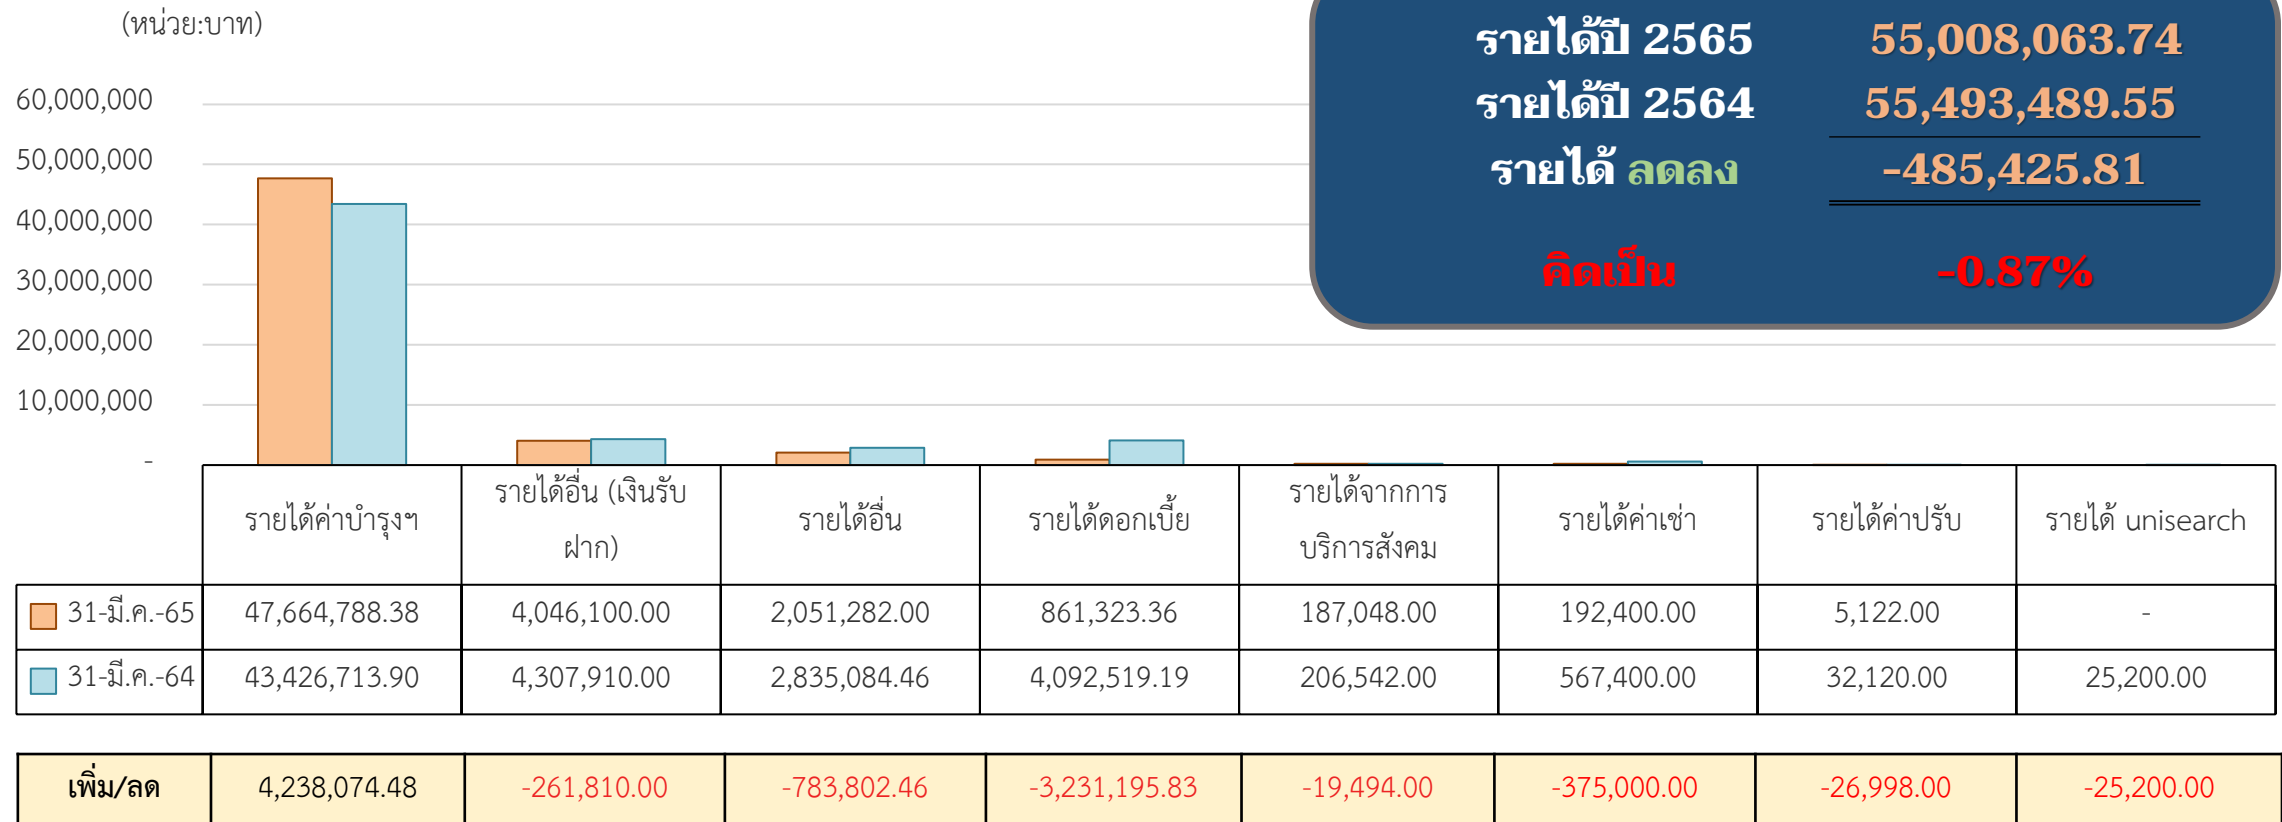 (หน่วย:บาท)
รายได้ปี 2565 55,008,063.74
รายได้ปี 2564 55,493,489.55
รายได้ ลดลง -485,425.81
คิดเป็น -0.87%
60,000,000
50,000,000
40,000,000
30,000,000
20,000,000
10,000,000
-
รายได้ค่าบำรุงฯ
รายได้อื่น (เงินรับ
ฝาก)
รายได้อื่น
รายได้ดอกเบี้ย
รายได้จากการ
บริการสังคม
รายได้ค่าเช่า
รายได้ค่าปรับ
รายได้ unisearch
31-มี.ค.-65 47,664,788.38 4,046,100.00 2,051,282.00 861,323.36 187,048.00 192,400.00 5,122.00 -
31-มี.ค.-64 43,426,713.90 4,307,910.00 2,835,084.46 4,092,519.19 206,542.00 567,400.00 32,120.00 25,200.00
เพิ่ม/ลด 4,238,074.48 -261,810.00 -783,802.46 -3,231,195.83 -19,494.00 -375,000.00 -26,998.00 -25,200.00